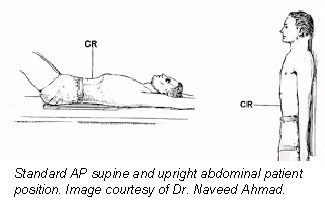 CR
CR
Standard AP supine and upright abdominal patient
position. Image courtesy of Dr. Naveed Ahmad.